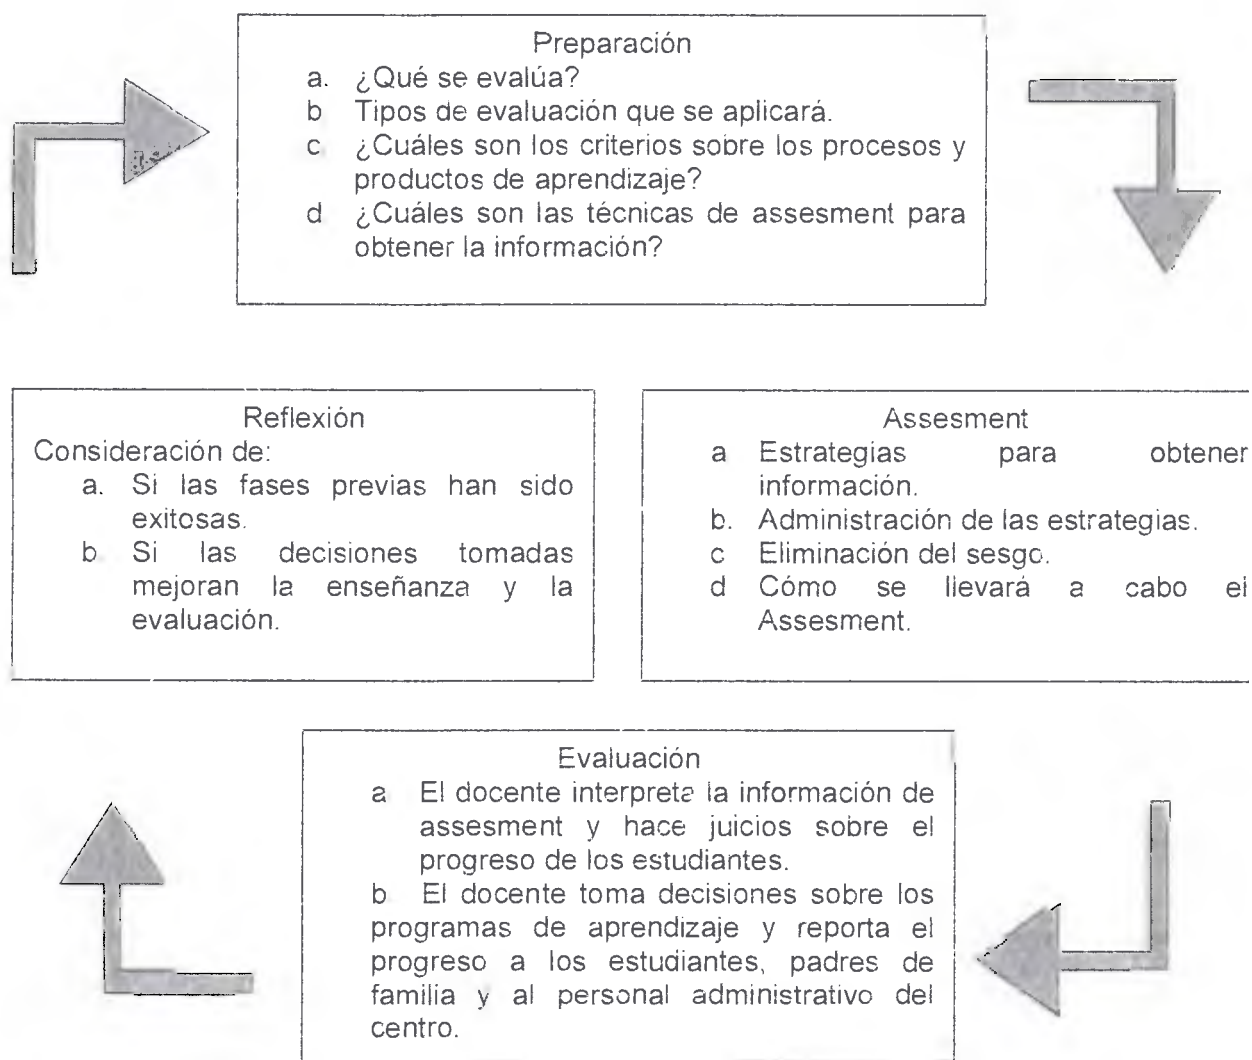 Preparación
a. ¿Qué se evalúa?
b Tipos de evaluación que se aplicará.
c. ¿Cuáles son los criterios sobre los procesos y
productos de aprendizaje?
d ¿Cuáles son las técnicas de assesment para
obtener la información?
Reflexión
Consideración de:
a. Si las fases previas han sido
exitosas.
b. Si las decisiones tomadas
mejoran la enseñanza y la
evaluación.
Assesment
a Estrategias para obtener
información.
b. Administración de las estrategias.
c Eliminación del sesgo.
d Cómo se llevará a cabo el
Assesment.
Evaluación
a El docente interpreta la información de
assesment y hace juicios sobre el
progreso de los estudiantes.
b El docente toma decisiones sobre los
programas de aprendizaje y reporta el
progreso a los estudiantes, padres de
familia y al personal administrativo del
centro.